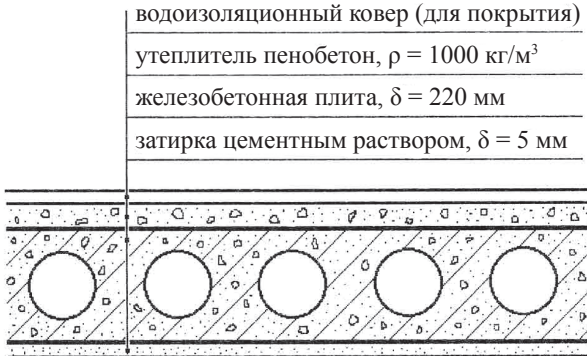 водоизоляционный ковер (для покрытия)
утеплитель пенобетон, ρ = 1000 кг/м³
железобетонная плита, δ = 220 мм
затирка цементным раствором, δ = 5 мм